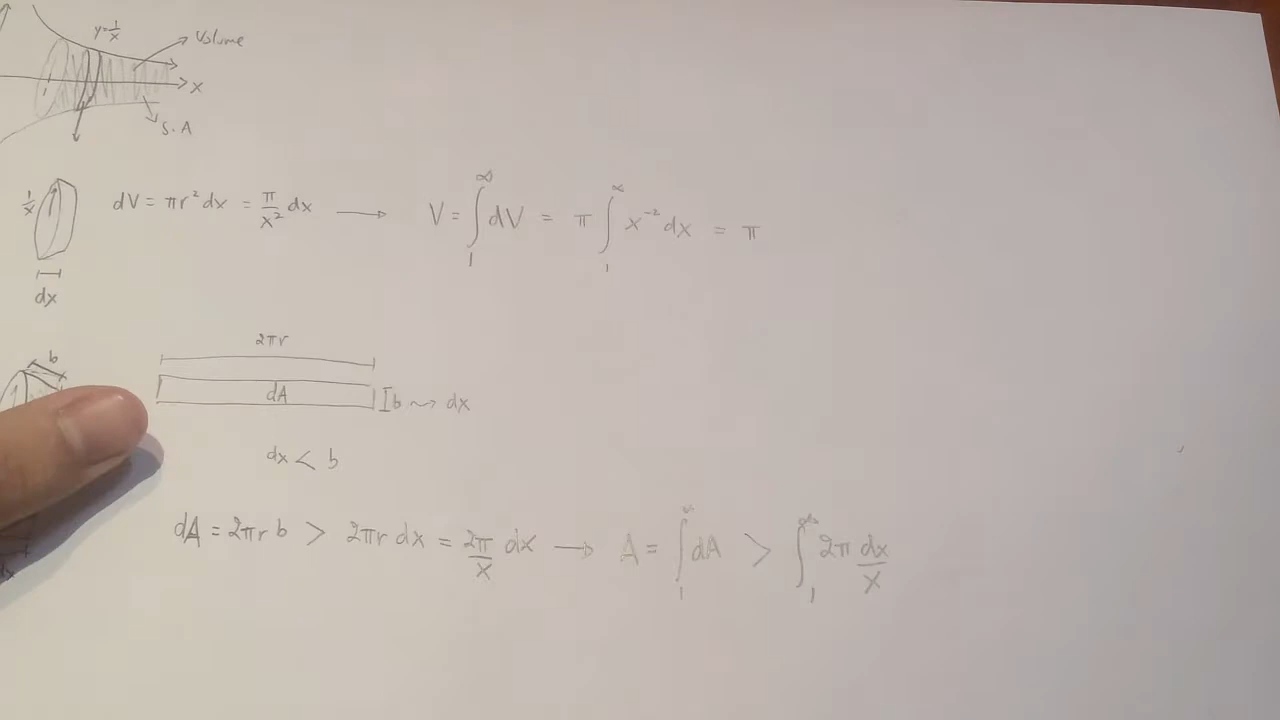 y=1/x
Volume
x
S.A
1/x
dV = πr² dx = π/x² dx → V = ∫₁^∞ dV = π ∫₁^∞ x⁻² dx = π
dx
2πr
b
dA
b ⤳ dx
dx < b
dA = 2πr b > 2πr dx = 2π/x dx → A = ∫₁^∞ dA > ∫₁^∞ 2π dx/x